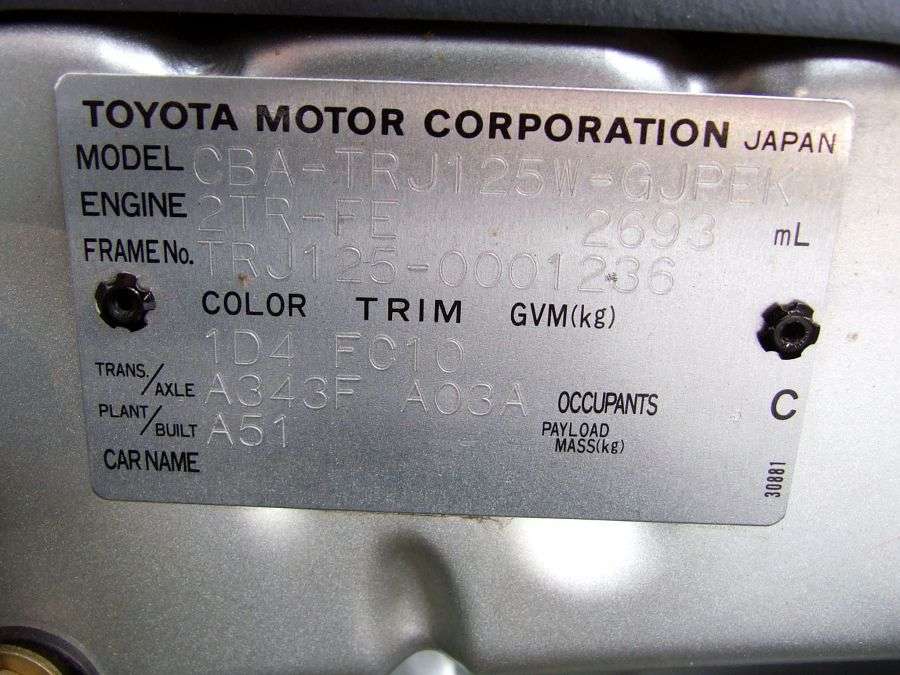 TOYOTA MOTOR CORPORATION JAPAN
MODEL CBA-TRJ125W-GJPEK
ENGINE 2TR-FE 2693 mL
FRAME No. TRJ125-0001236
COLOR TRIM GVM(kg)
1D4 FC10
TRANS./AXLE A343F A03A OCCUPANTS C
PLANT/BUILT A51 PAYLOAD MASS(kg)
CAR NAME
30881